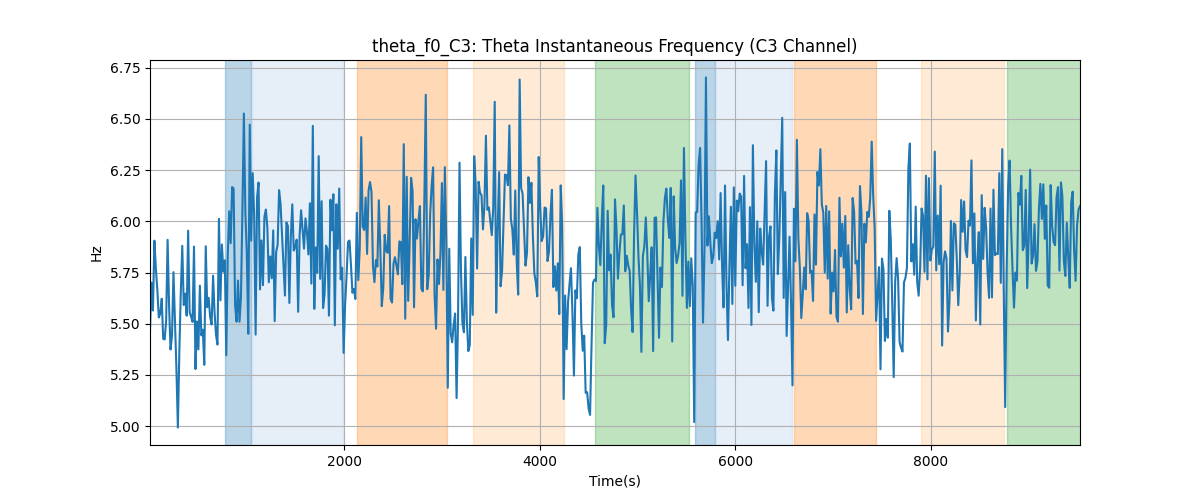 theta_f0_C3: Theta Instantaneous Frequency (C3 Channel)
6.75
6.50
6.25
6.00
5.75
5.50
5.25
5.00
Hz
2000 4000 6000 8000
Time(s)